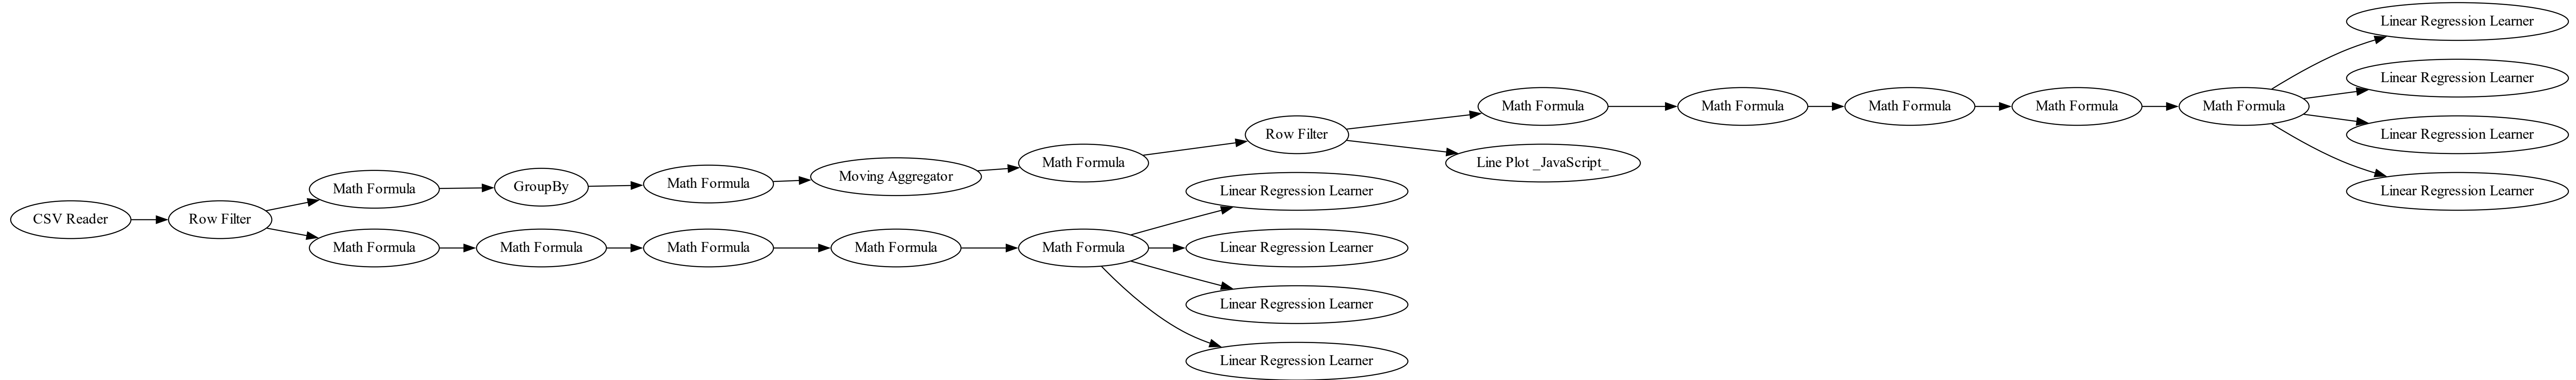 Linear Regression Learner
Linear Regression Learner
Math Formula
Math Formula
Math Formula
Math Formula
Math Formula
Row Filter
Linear Regression Learner
Math Formula
Line Plot _JavaScript_
Moving Aggregator
Math Formula
GroupBy
Math Formula
Linear Regression Learner
Linear Regression Learner
CSV Reader
Row Filter
Math Formula
Math Formula
Math Formula
Math Formula
Math Formula
Linear Regression Learner
Linear Regression Learner
Linear Regression Learner